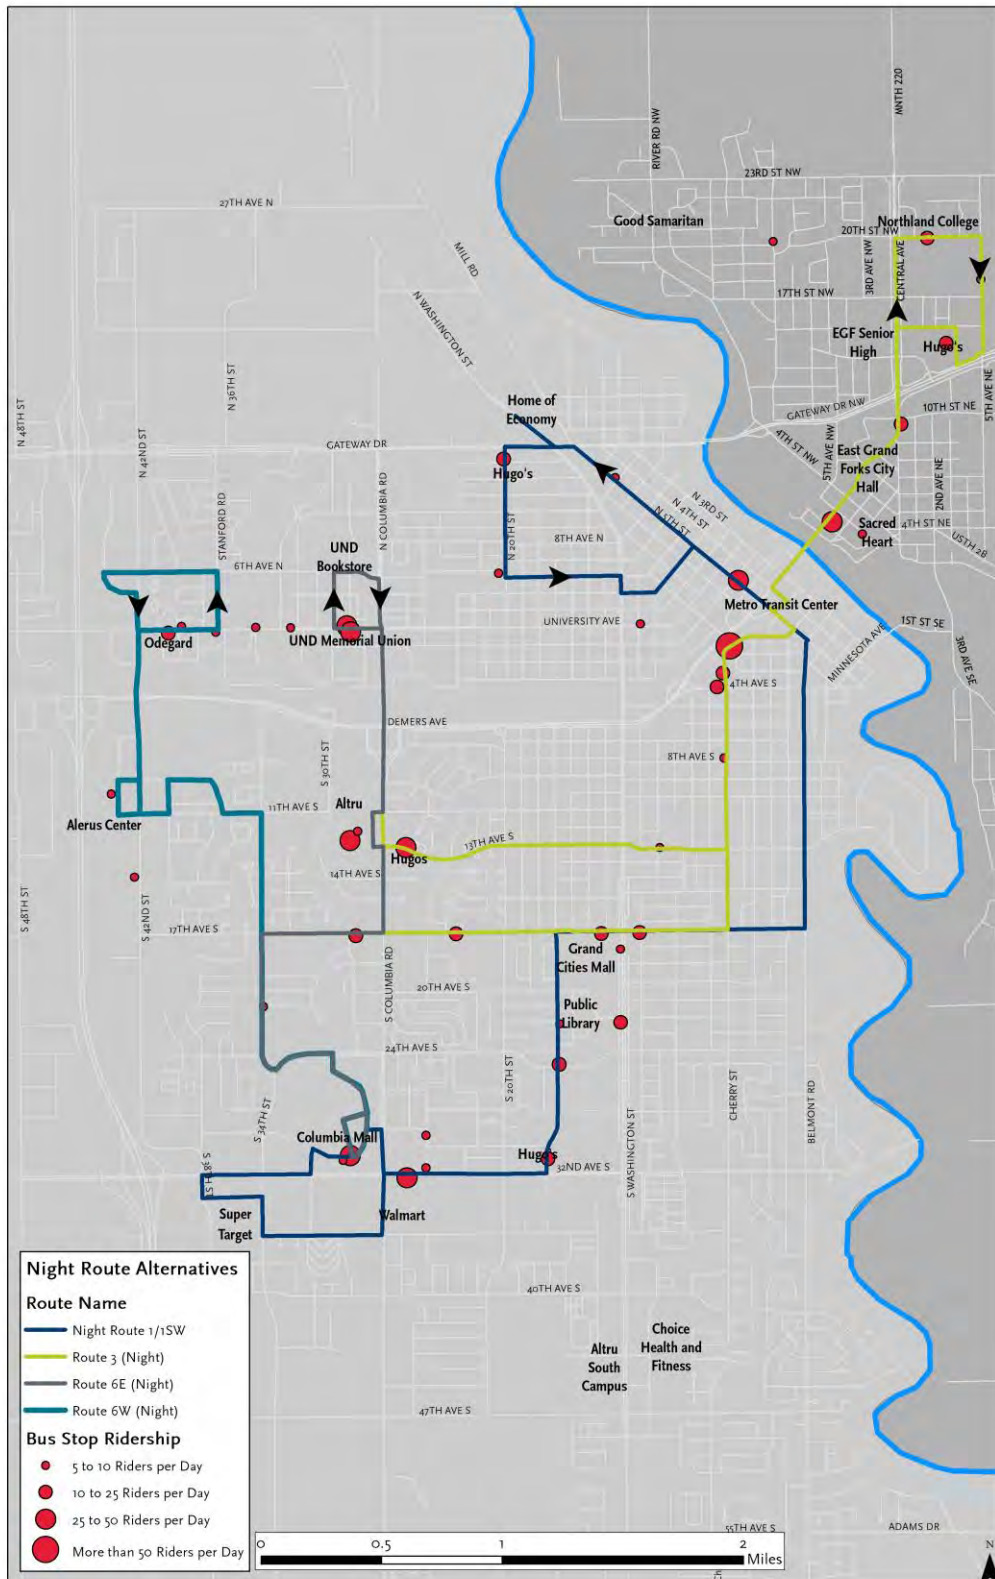 MNTH 220
RIVER RD NW
23RD ST NW
27TH AVE N
Good Samaritan
Northland College
20TH ST NW
3RD AVE NW
CENTRAL AVE
MILL RD
17TH ST NW
N WASHINGTON ST
EGF Senior
High
Hugo's
5TH AVE NE
N 36TH ST
Home of
Economy
GATEWAY DR NW
10TH ST NE
N 48TH ST
N 42ND ST
GATEWAY DR
4TH ST NW
5TH AVE NW
East Grand
Forks City
Hall
2ND AVE NE
Hugo's
N COLUMBIA RD
STANFORD RD
N 3RD ST
N 4TH ST
N 5TH ST
Sacred
Heart
4TH ST NE
USTH 2B
8TH AVE N
N 20TH ST
UND
Bookstore
6TH AVE N
Metro Transit Center
UNIVERSITY AVE
1ST ST SE
Odegard
UND Memorial Union
MINNESOTA AVE
3RD AVE SE
4TH AVE S
DEMERS AVE
S 30TH ST
8TH AVE S
Altru
11TH AVE S
Alerus Center
13TH AVE S
Hugos
14TH AVE S
S 48TH ST
S 42ND ST
17TH AVE S
Grand
Cities Mall
S COLUMBIA RD
20TH AVE S
Public
Library
24TH AVE S
S 20TH ST
CHERRY ST
BELMONT RD
S 34TH ST
S WASHINGTON ST
Columbia Mall
Hugo's
32ND AVE S
S 38TH ST
Super
Target
Walmart
40TH AVE S
Choice
Health and
Fitness
Altru
South
Campus
47TH AVE S
55TH AVE S
ADAMS DR
Night Route Alternatives
Route Name
Night Route 1/1SW
Route 3 (Night)
Route 6E (Night)
Route 6W (Night)
Bus Stop Ridership
5 to 10 Riders per Day
10 to 25 Riders per Day
25 to 50 Riders per Day
More than 50 Riders per Day
0 0.5 1 2
Miles
N